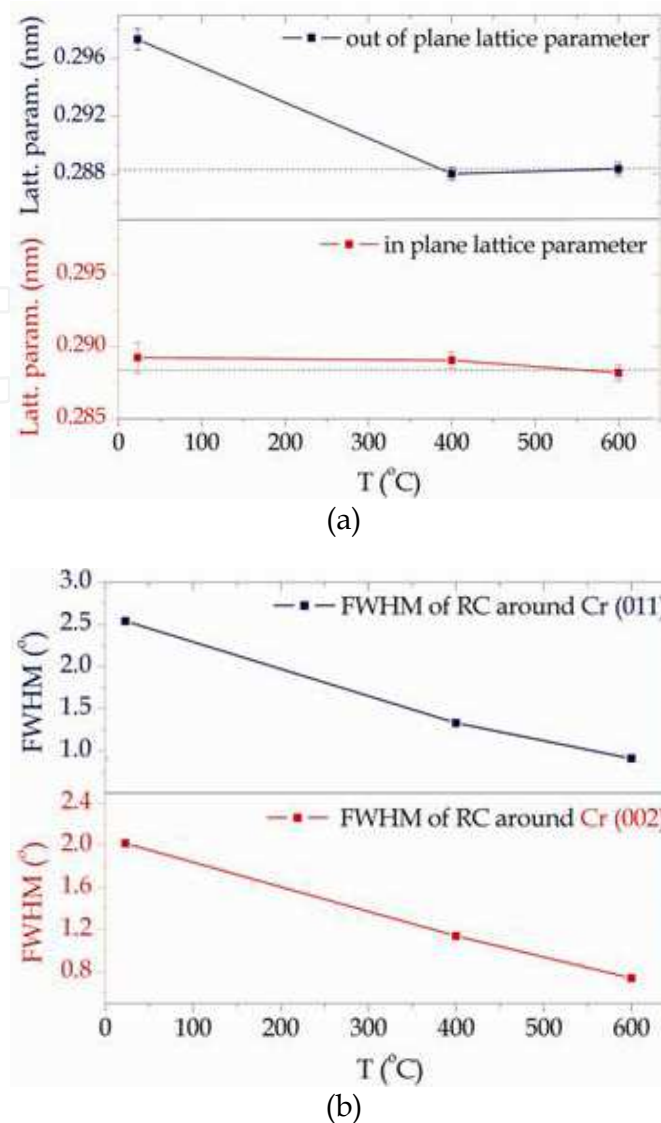 out of plane lattice parameter
Latt. param. (nm)
0.296
0.292
0.288
in plane lattice parameter
Latt. param. (nm)
0.295
0.290
0.285
0 100 200 300 400 500 600
T (°C)
(a)
FWHM of RC around Cr (011)
FWHM (°)
3.0
2.5
2.0
1.5
1.0
FWHM of RC around Cr (002)
FWHM (°)
2.4
2.0
1.6
1.2
0.8
0 100 200 300 400 500 600
T (°C)
(b)